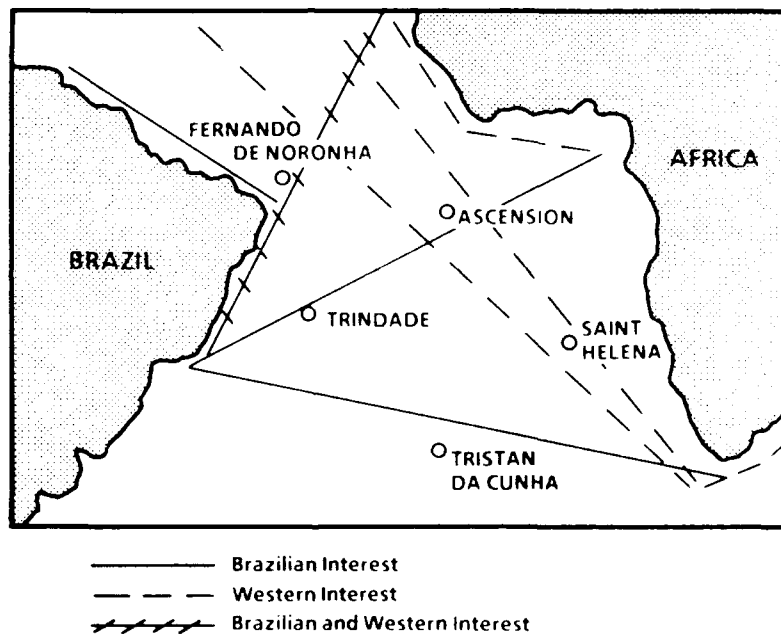 FERNANDO
DE NORONHA
AFRICA
ASCENSION
BRAZIL
TRINDADE
SAINT
HELENA
TRISTAN
DA CUNHA
Brazilian Interest
Western Interest
Brazilian and Western Interest